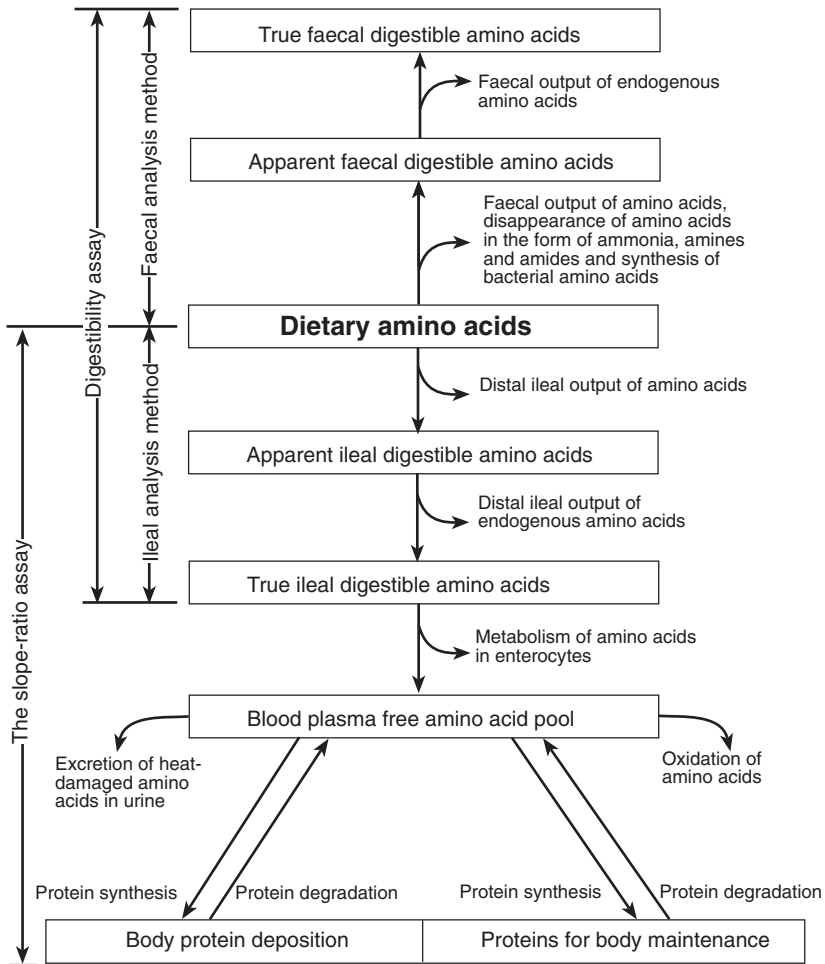 True faecal digestible amino acids
Faecal output of endogenous
amino acids
Apparent faecal digestible amino acids
Faecal output of amino acids,
disappearance of amino acids
in the form of ammonia, amines
and amides and synthesis of
bacterial amino acids
Dietary amino acids
Distal ileal output of amino acids
Apparent ileal digestible amino acids
Distal ileal output of
endogenous amino acids
True ileal digestible amino acids
Metabolism of amino acids
in enterocytes
Blood plasma free amino acid pool
Excretion of heat-
damaged amino
acids in urine
Oxidation of
amino acids
Protein synthesis
Protein degradation
Protein synthesis
Protein degradation
Body protein deposition
Proteins for body maintenance
Faecal analysis method
Digestibility assay
Ileal analysis method
The slope-ratio assay